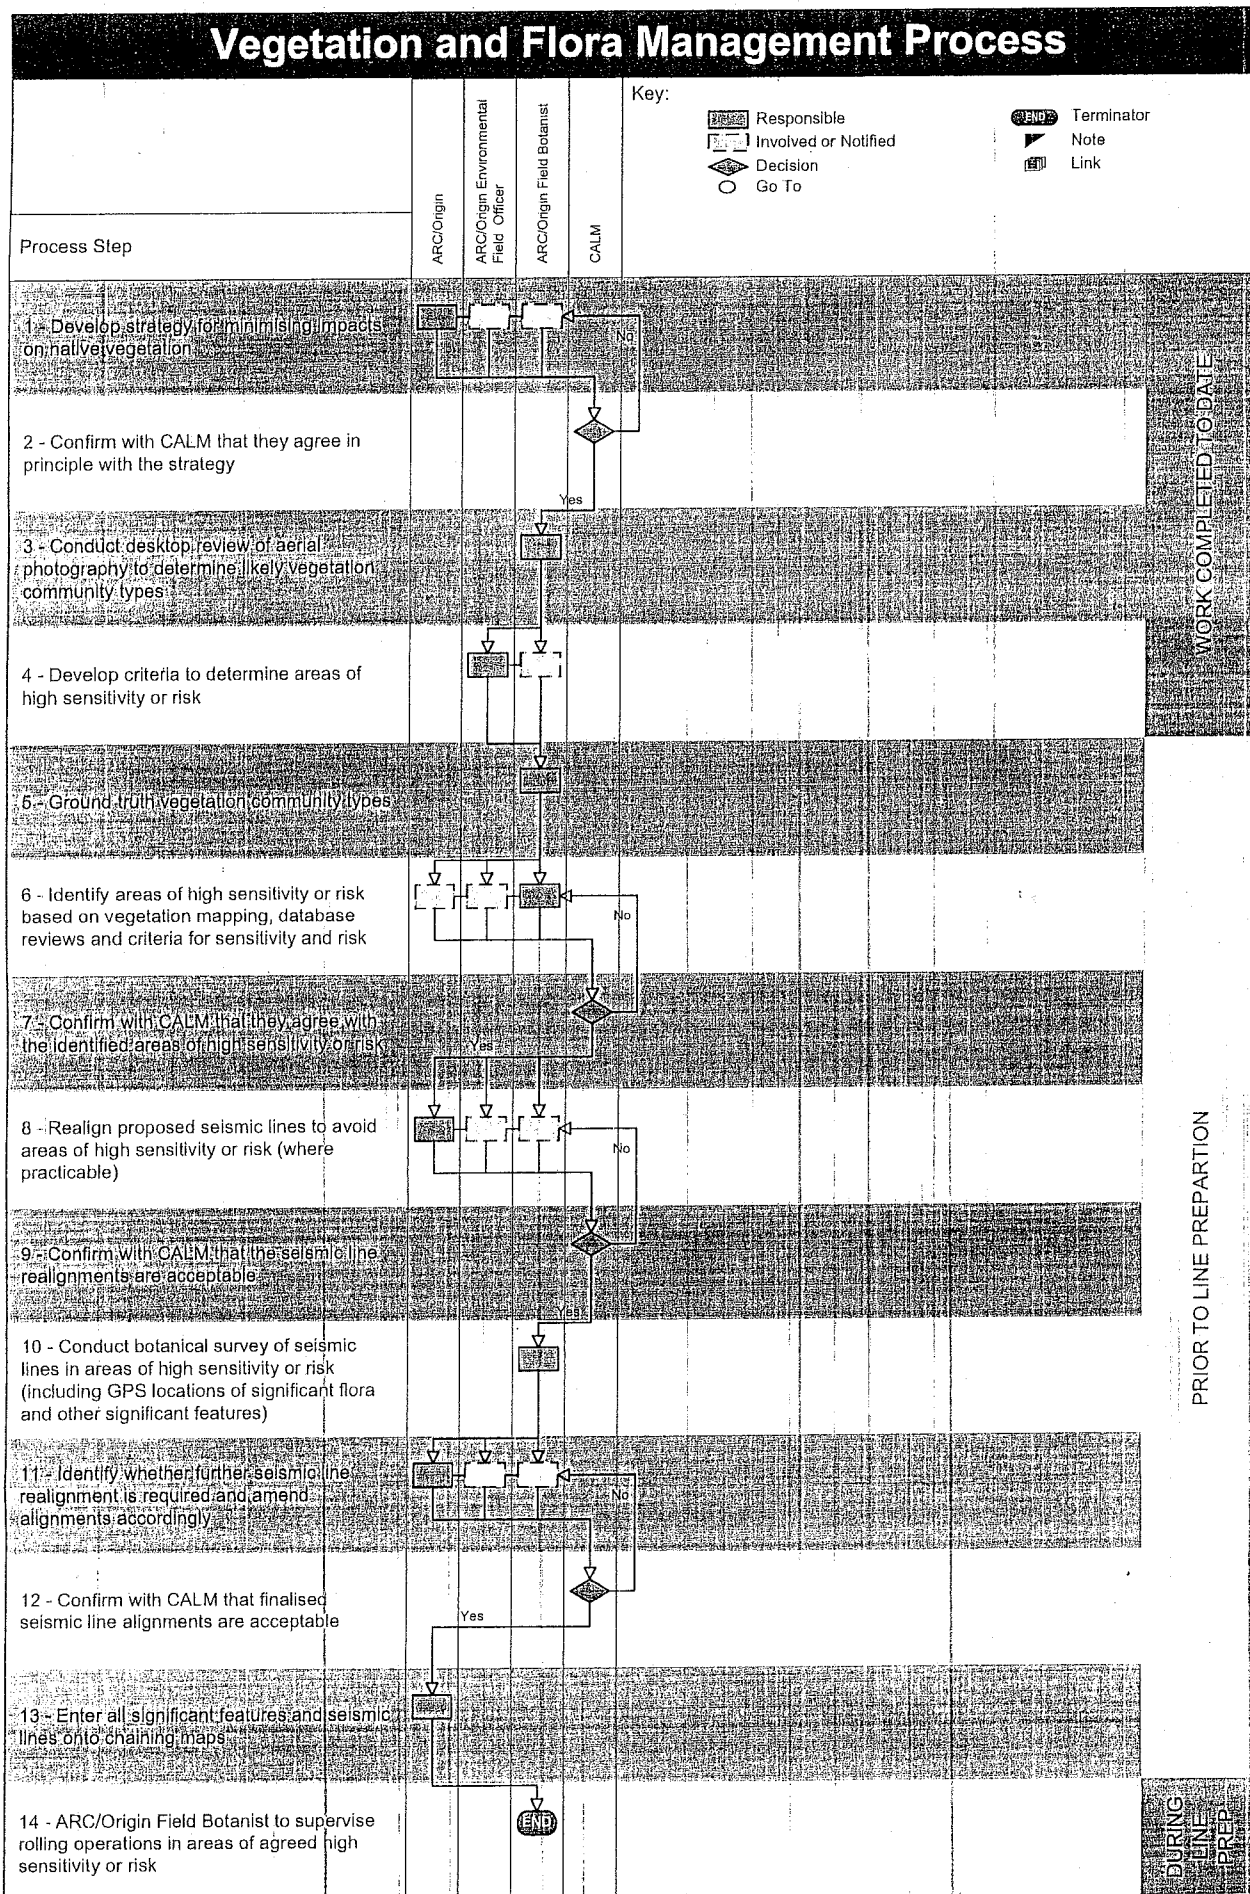 Vegetation and Flora Management Process
Key:
Responsible
Involved or Notified
Decision
Go To
END
Terminator
Note
Link
Process Step
ARC/Origin
ARC/Origin Environmental
Field Officer
ARC/Origin Field Botanist
CALM
1 - Develop strategy for minimising impacts
on native vegetation
No
2 - Confirm with CALM that they agree in
principle with the strategy
Yes
3 - Conduct desktop review of aerial
photography to determine likely vegetation
community types
WORK COMPLETED TO DATE
4 - Develop criteria to determine areas of
high sensitivity or risk
5 - Ground truth vegetation community types
6 - Identify areas of high sensitivity or risk
based on vegetation mapping, database
reviews and criteria for sensitivity and risk
No
7 - Confirm with CALM that they agree with
the identified areas of high sensitivity or risk
Yes
8 - Realign proposed seismic lines to avoid
areas of high sensitivity or risk (where
practicable)
No
9 - Confirm with CALM that the seismic line
realignments are acceptable
Yes
PRIOR TO LINE PREPARTION
10 - Conduct botanical survey of seismic
lines in areas of high sensitivity or risk
(including GPS locations of significant flora
and other significant features)
11 - Identify whether further seismic line
realignment is required and amend
alignments accordingly
No
12 - Confirm with CALM that finalised
seismic line alignments are acceptable
Yes
13 - Enter all significant features and seismic
lines onto chaining maps
14 - ARC/Origin Field Botanist to supervise
rolling operations in areas of agreed high
sensitivity or risk
END
DURING
LINE
PREP